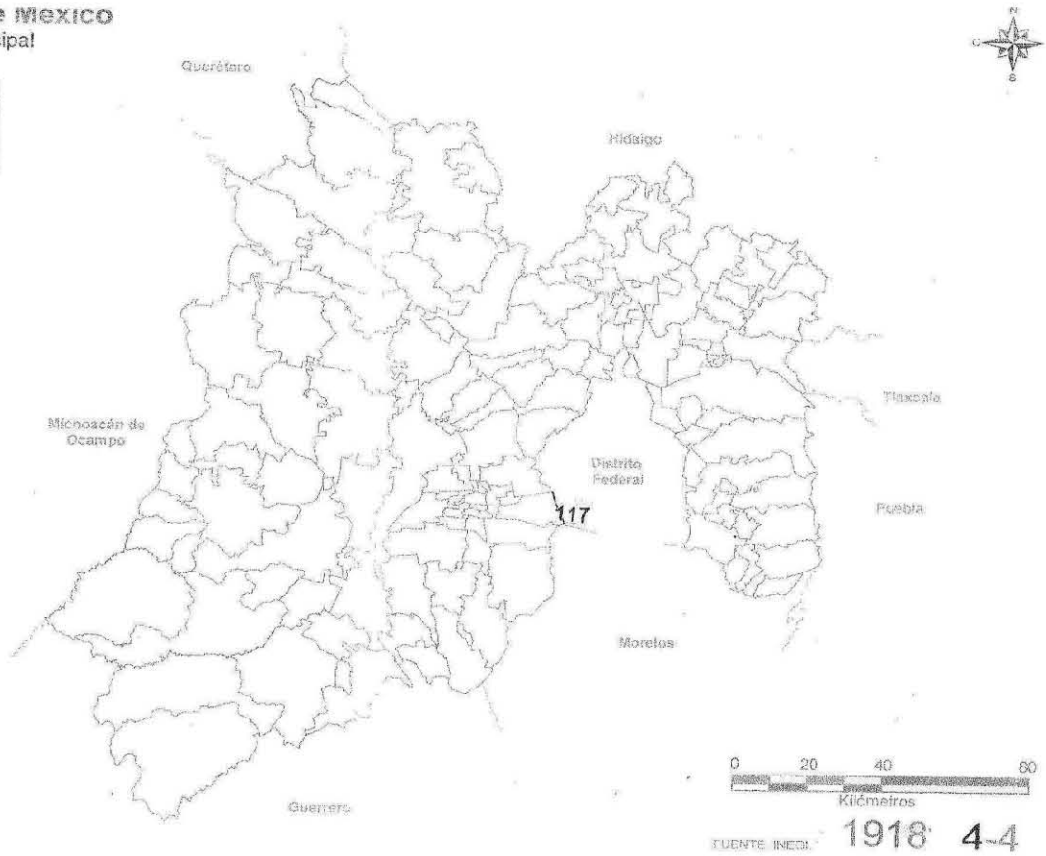 e Mexico
cipal
N
S
Querétaro
Hidalgo
Tlaxcala
Michoacán de
Ocampo
Distrito
Federal
117
Puebla
Morelos
Guerrero
0 20 40 80
Kilómetros
FUENTE INEGI.
1918 4-4